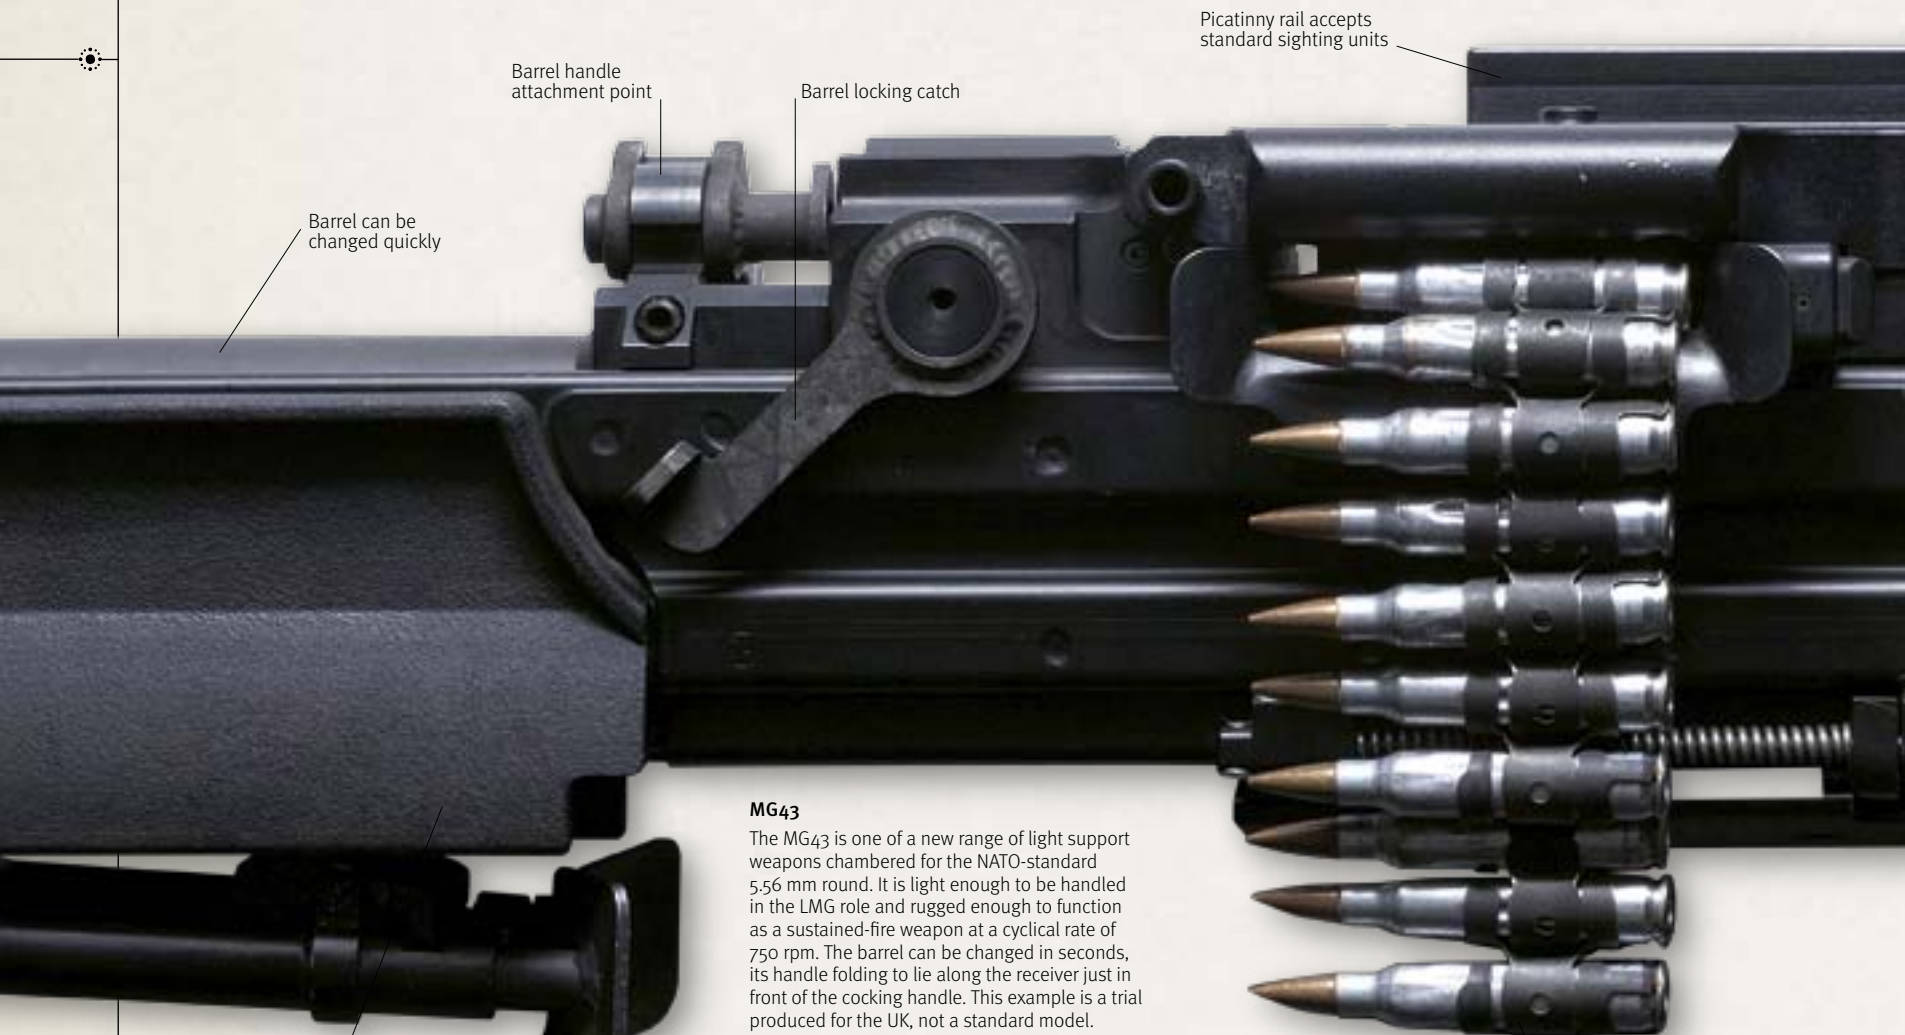 Picatinny rail accepts
standard sighting units
Barrel handle
attachment point
Barrel locking catch
Barrel can be
changed quickly
MG43
The MG43 is one of a new range of light support
weapons chambered for the NATO-standard
5.56 mm round. It is light enough to be handled
in the LMG role and rugged enough to function
as a sustained-fire weapon at a cyclical rate of
750 rpm. The barrel can be changed in seconds,
its handle folding to lie along the receiver just in
front of the cocking handle. This example is a trial
produced for the UK, not a standard model.